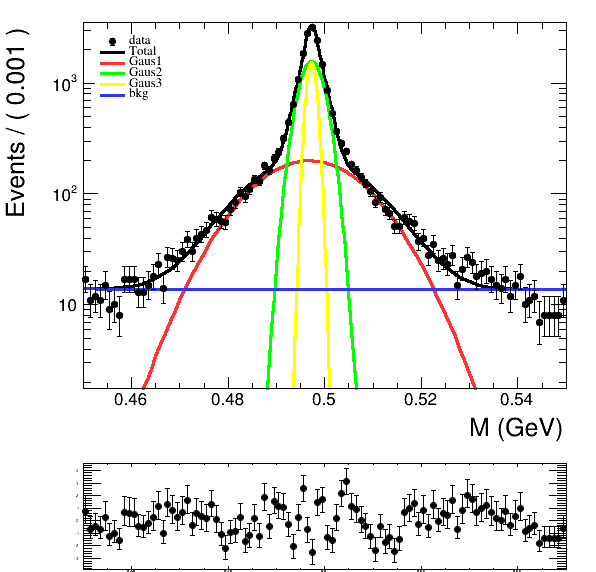 Events / ( 0.001 )
data
Total
Gaus1
Gaus2
Gaus3
bkg
10³
10²
10
0.46 0.48 0.5 0.52 0.54
M (GeV)